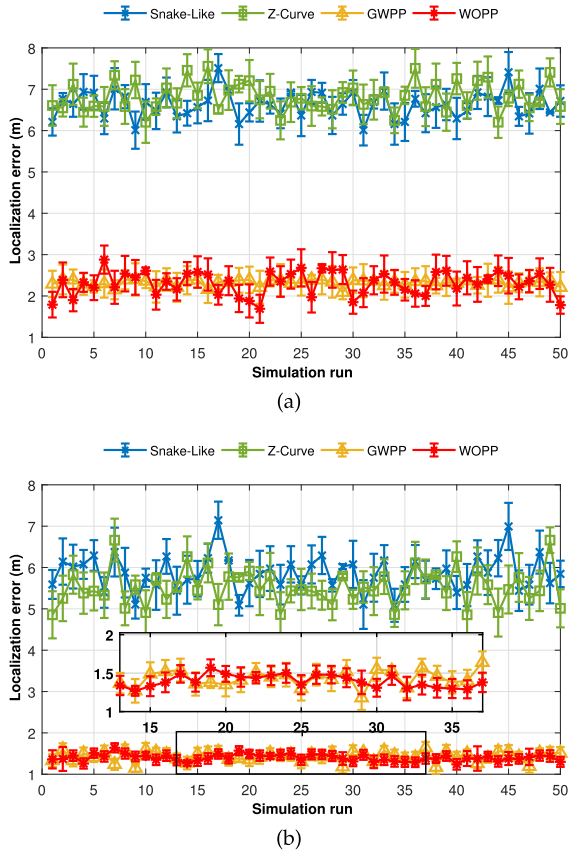 (a)
Snake-Like Z-Curve GWPP WOPP
Localization error (m)
8
7
6
5
4
3
2
1
0 5 10 15 20 25 30 35 40 45 50
Simulation run
(a)
Snake-Like Z-Curve GWPP WOPP
Localization error (m)
8
7
6
5
4
3
2
1
2
1.5
1
15 20 25 30 35
0 5 10 15 20 25 30 35 40 45 50
Simulation run
(b)